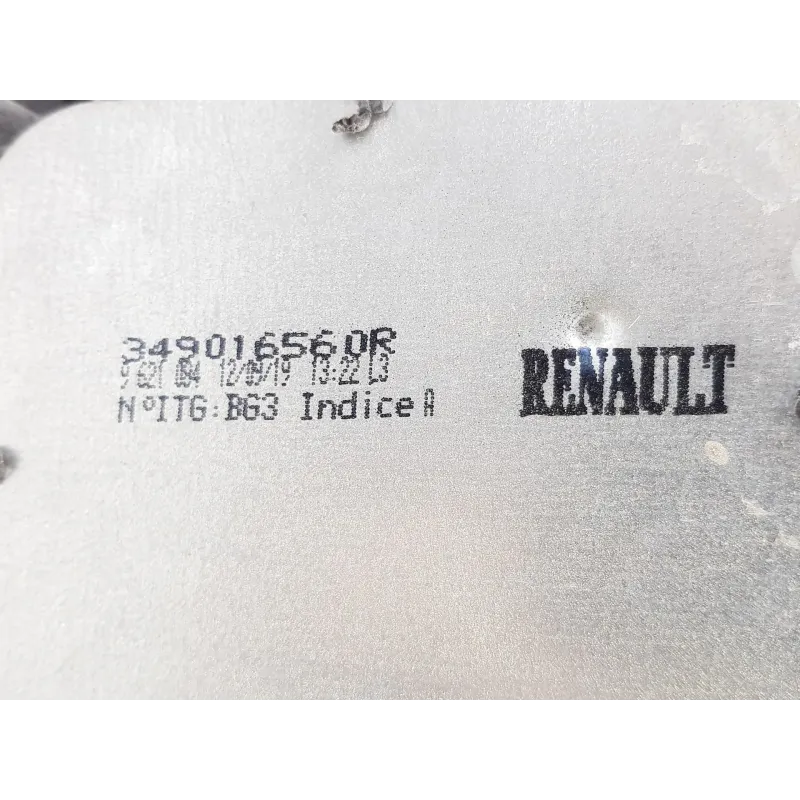 349016560R
9 621 084 12/09/19 13:22 L3
N°ITG:B63 Indice A
RENAULT